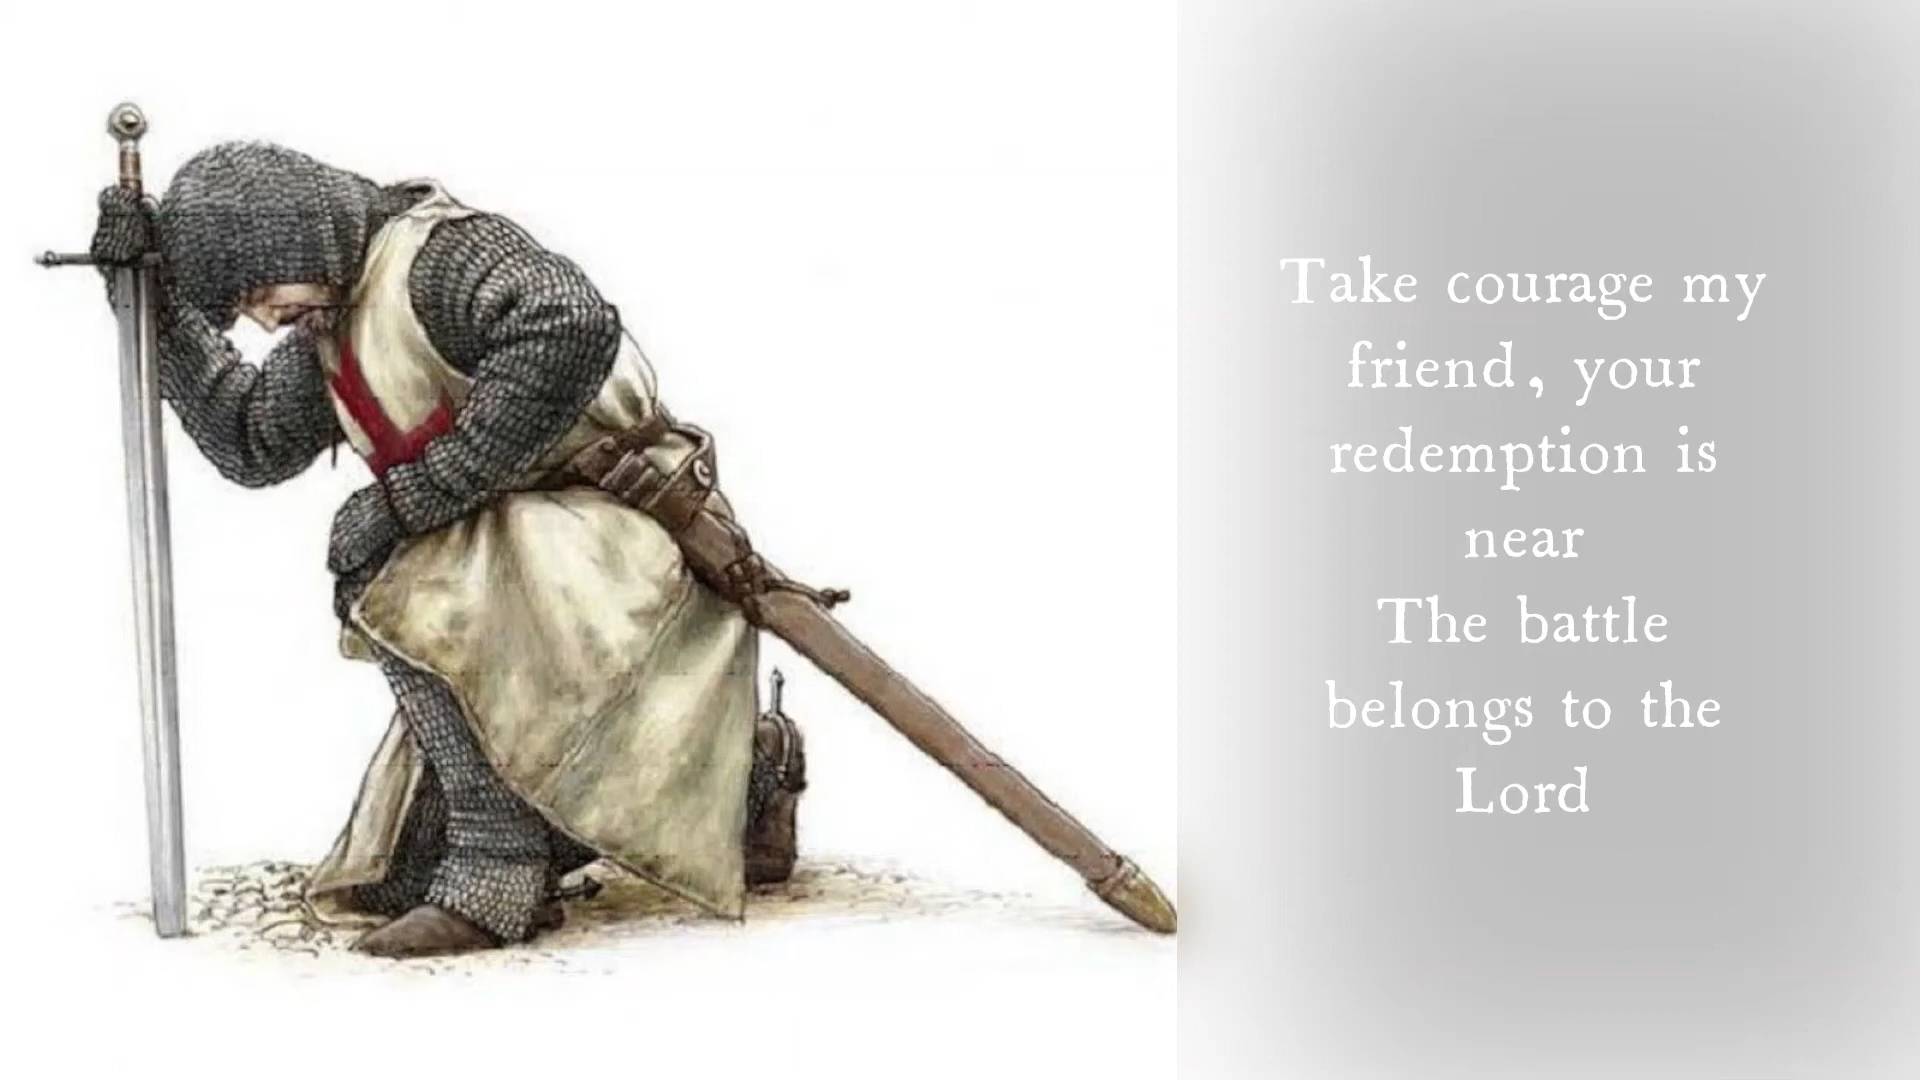 Take courage my
friend, your
redemption is
near
The battle
belongs to the
Lord